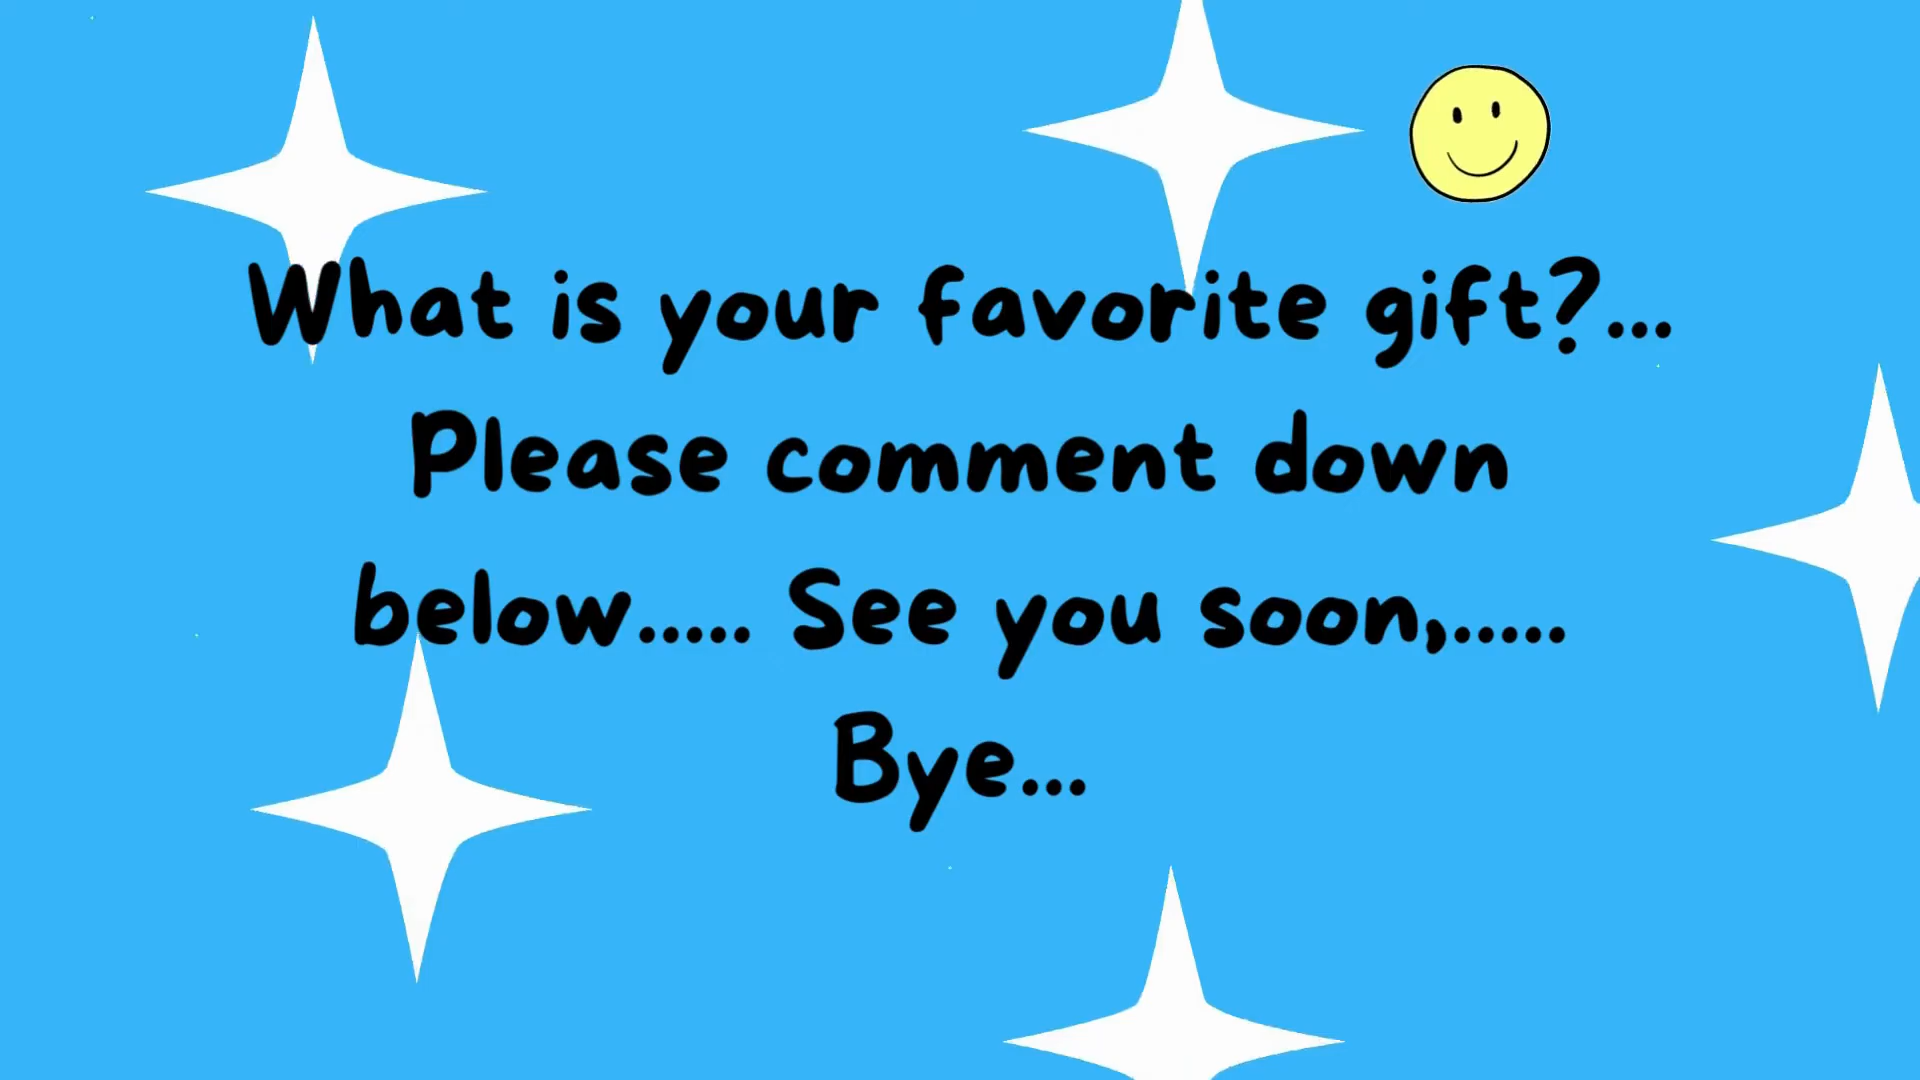 What is your favorite gift?...
Please comment down
below..... See you soon,.....
Bye...